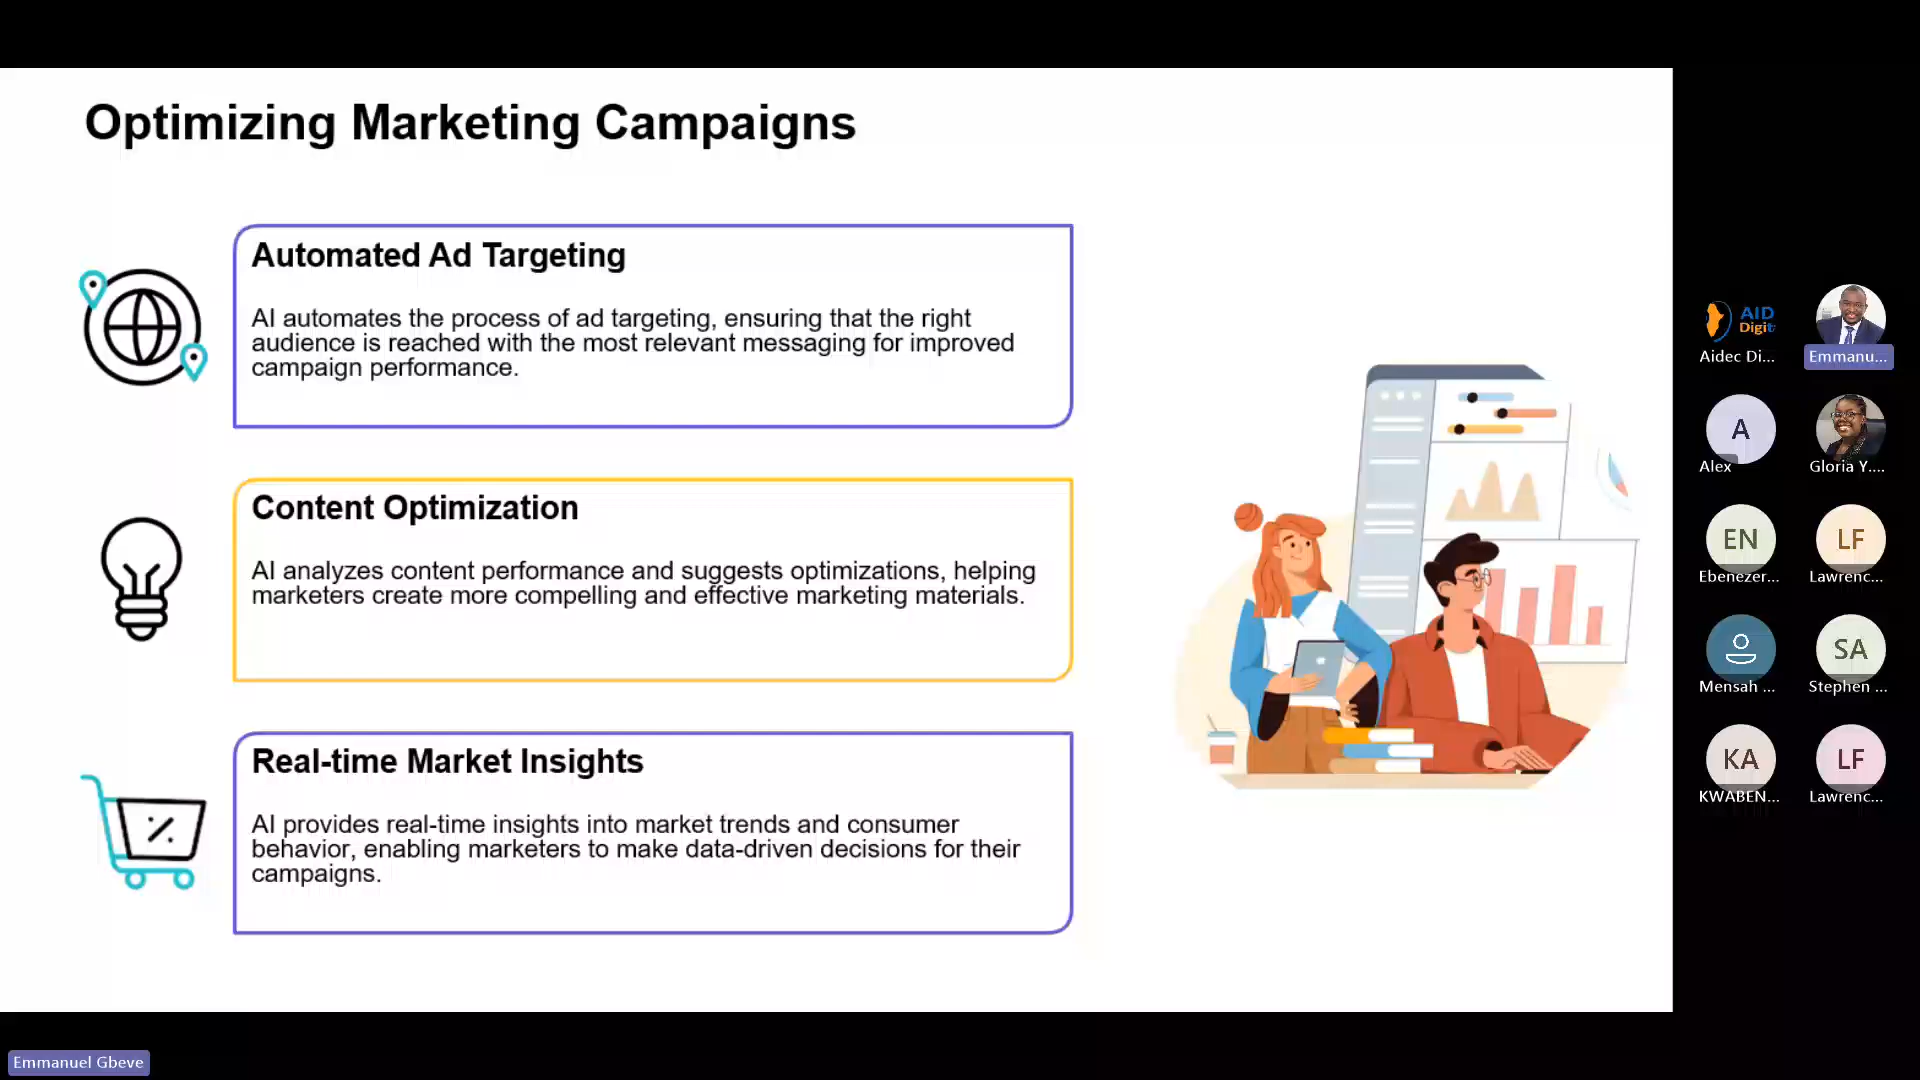 Optimizing Marketing Campaigns
Automated Ad Targeting
AI automates the process of ad targeting, ensuring that the right
audience is reached with the most relevant messaging for improved
campaign performance.
Content Optimization
AI analyzes content performance and suggests optimizations, helping
marketers create more compelling and effective marketing materials.
Real-time Market Insights
AI provides real-time insights into market trends and consumer
behavior, enabling marketers to make data-driven decisions for their
campaigns.
AID
Digit
Aidec Di...
Emmanu...
A
Alex
Gloria Y....
EN
Ebenezer...
LF
Lawrenc...
Mensah ...
SA
Stephen ...
KA
KWABEN...
LF
Lawrenc...
Emmanuel Gbeve